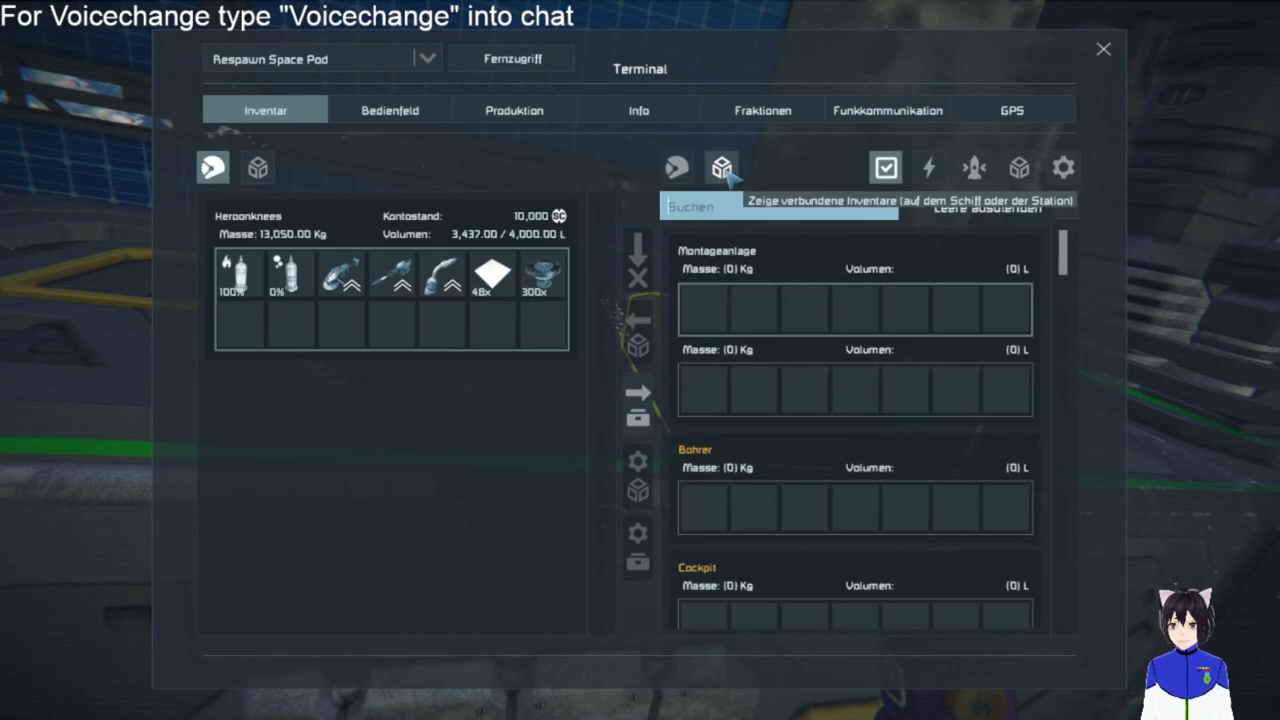 For Voicechange type "Voicechange" into chat
Respawn Space Pod
Fernzugriff
Terminal
Inventar
Bedienfeld
Produktion
Info
Fraktionen
Funkkommunikation
GPS
Suchen
Zeige verbundene Inventare (auf dem Schiff oder der Station)
Leere ausblenden
Heroonknees
Kontostand:
10,000 SC
Masse: 13,050.00 Kg
Volumen:
3,437.00 / 4,000.00 L
100%
0%
48x
300x
Montageanlage
Masse: (0) Kg
Volumen:
(0) L
Masse: (0) Kg
Volumen:
(0) L
Bohrer
Masse: (0) Kg
Volumen:
(0) L
Cockpit
Masse: (0) Kg
Volumen:
(0) L